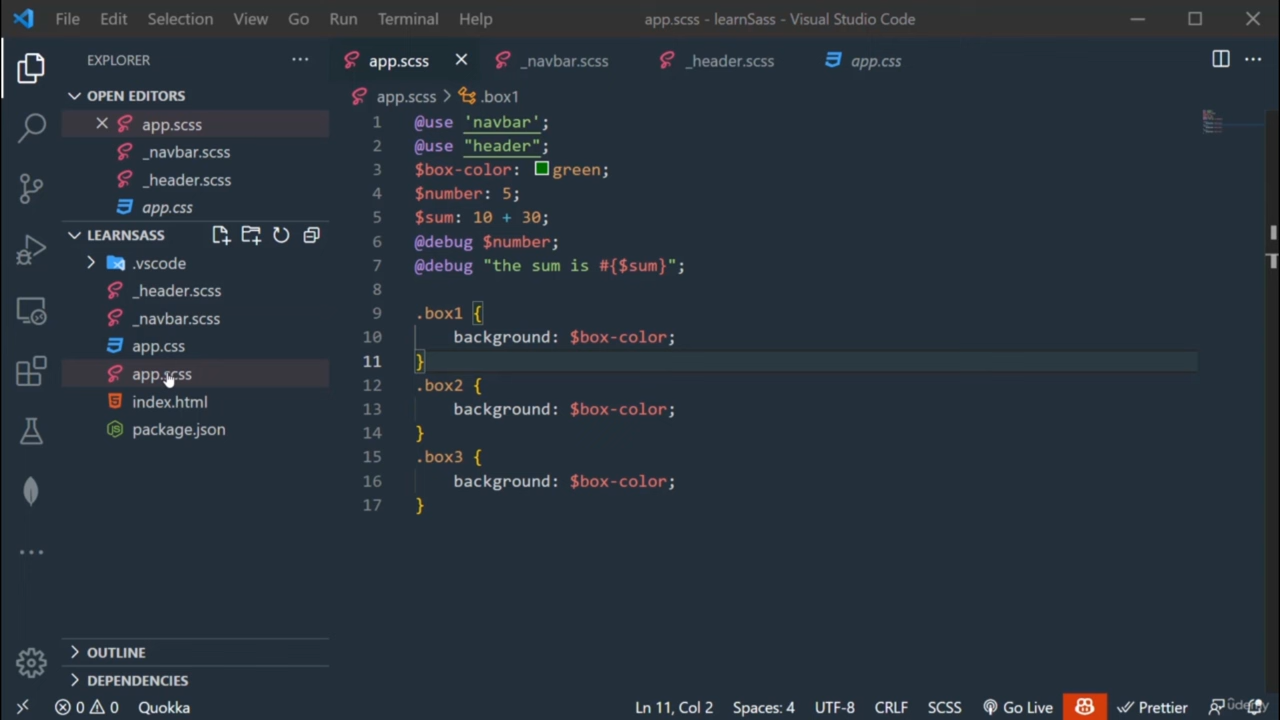 File Edit Selection View Go Run Terminal Help app.scss - learnSass - Visual Studio Code
EXPLORER
OPEN EDITORS
app.scss
_navbar.scss
_header.scss
app.css
LEARNSASS
.vscode
_header.scss
_navbar.scss
app.css
app.scss
index.html
package.json
OUTLINE
DEPENDENCIES
app.scss _navbar.scss _header.scss app.css
app.scss > .box1
1 @use 'navbar';
2 @use "header";
3 $box-color: green;
4 $number: 5;
5 $sum: 10 + 30;
6 @debug $number;
7 @debug "the sum is #{$sum}";
8
9 .box1 {
10 background: $box-color;
11 }
12 .box2 {
13 background: $box-color;
14 }
15 .box3 {
16 background: $box-color;
17 }
0 0 Quokka Ln 11, Col 2 Spaces: 4 UTF-8 CRLF SCSS Go Live Prettier
udemy